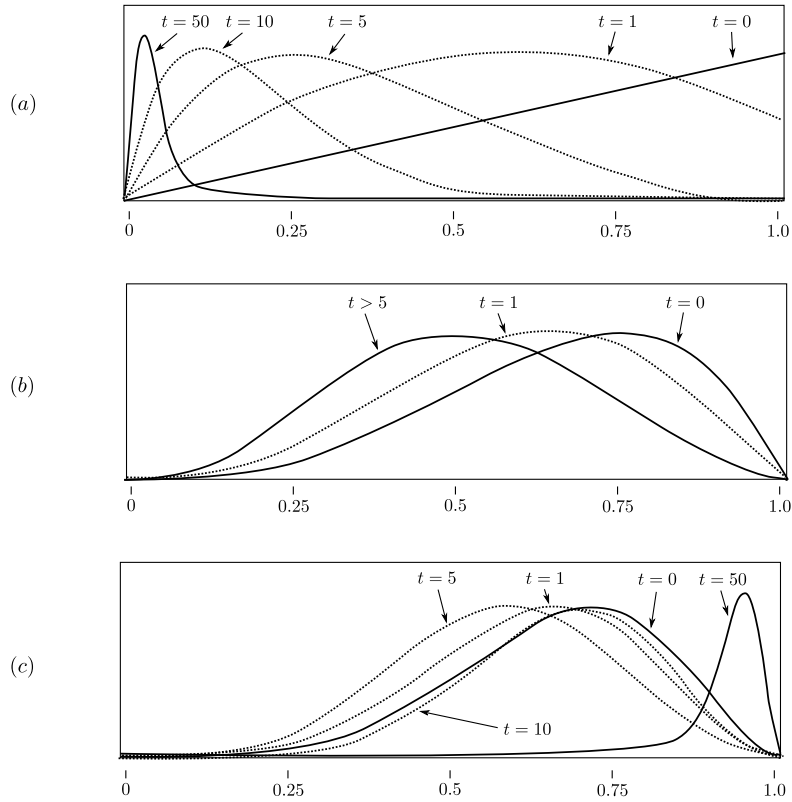 t = 50 t = 10 t = 5 t = 1 t = 0
(a)
0 0.25 0.5 0.75 1.0
t > 5 t = 1 t = 0
(b)
0 0.25 0.5 0.75 1.0
t = 5 t = 1 t = 0 t = 50
(c)
t = 10
0 0.25 0.5 0.75 1.0